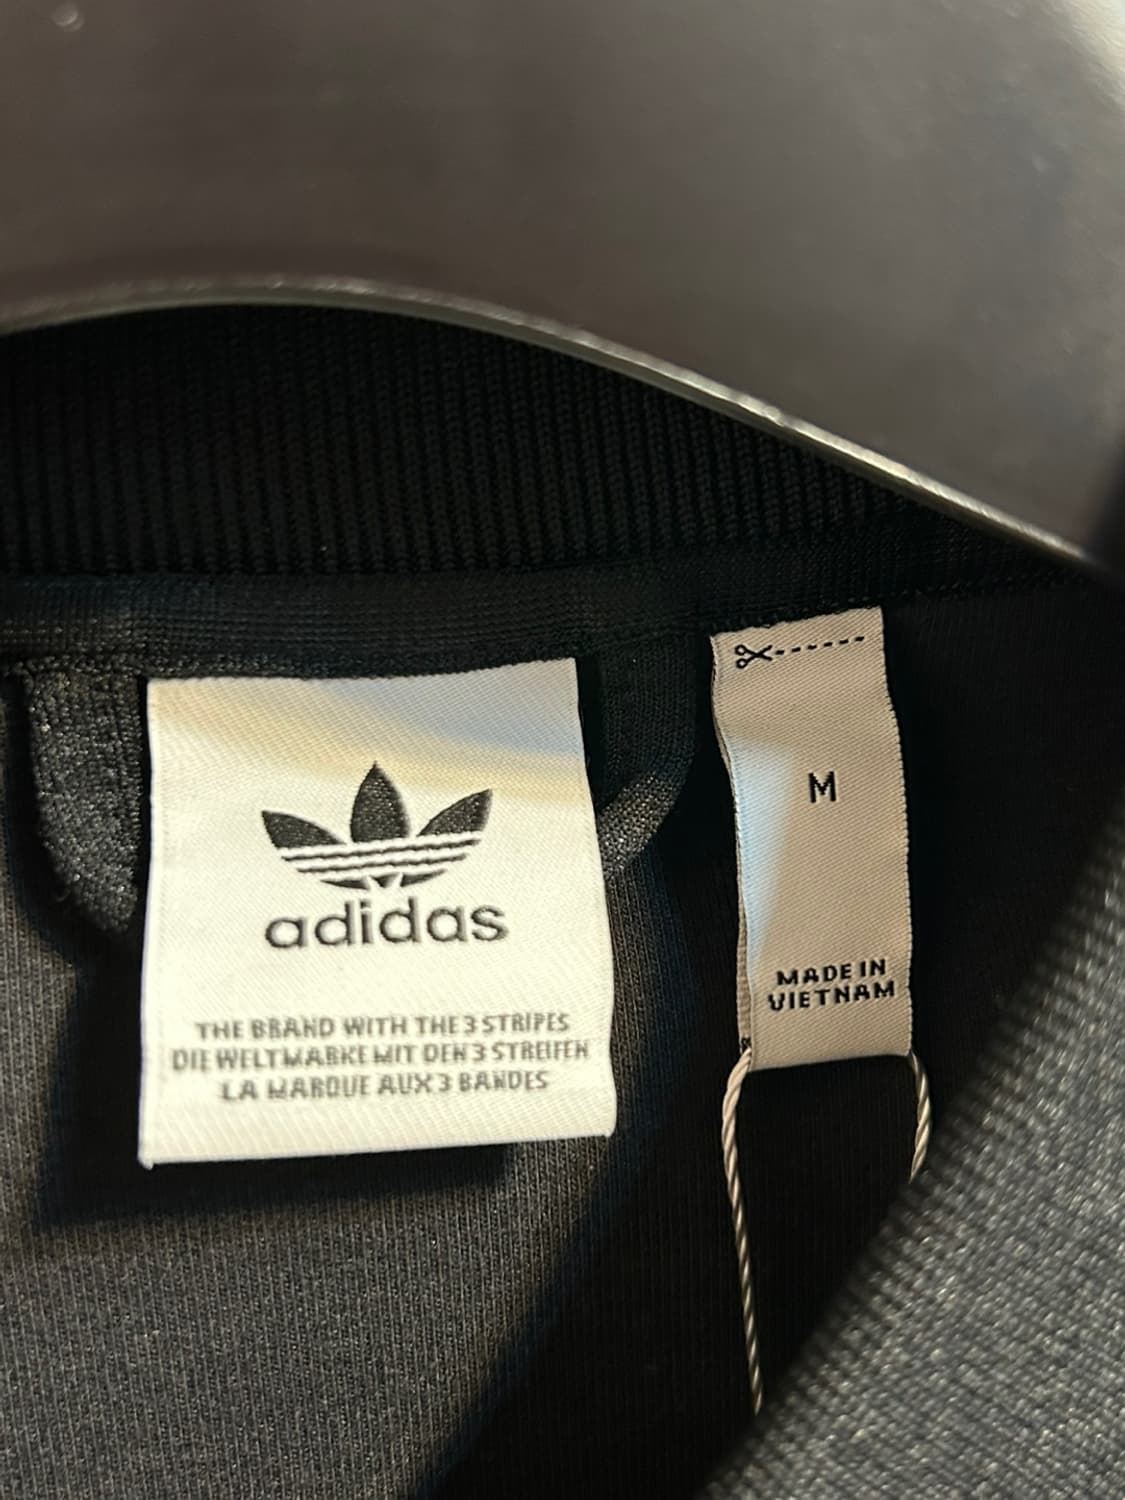 adidas
THE BRAND WITH THE 3 STRIPES
DIE WELTMARKE MIT DEN 3 STREIFEN
LA MARQUE AUX 3 BANDES
M
MADE IN
VIETNAM